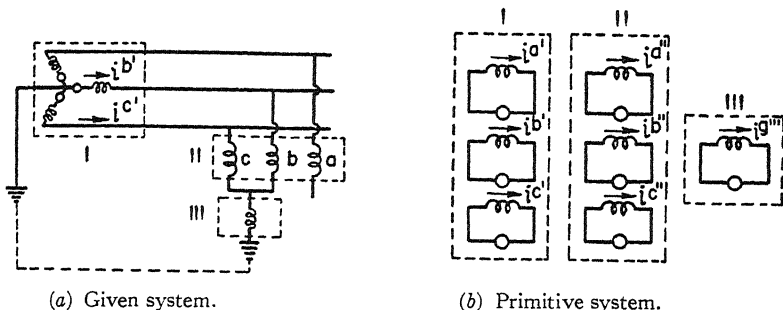 i^b'
i^c'
I
II
c
b
a
III
(a) Given system.
I
II
III
i^a'
i^a''
i^b'
i^b''
i^g'''
i^c'
i^c''
(b) Primitive system.